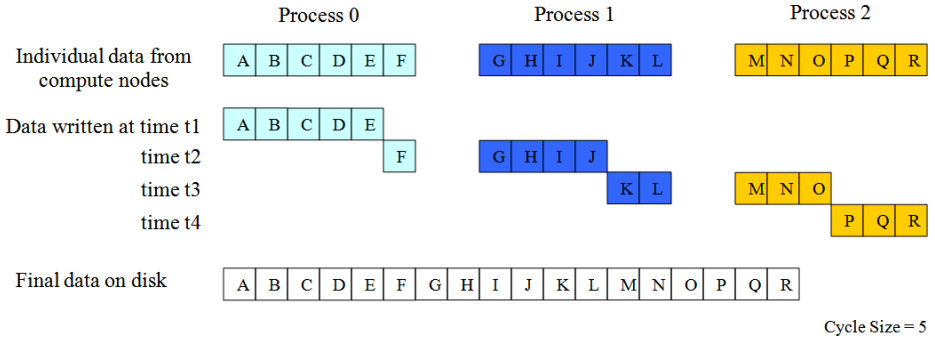 Process 0 Process 1 Process 2
Individual data from A B C D E F G H I J K L M N O P Q R
compute nodes
Data written at time t1 A B C D E
time t2 F G H I J
time t3 K L M N O
time t4 P Q R
Final data on disk A B C D E F G H I J K L M N O P Q R
Cycle Size = 5